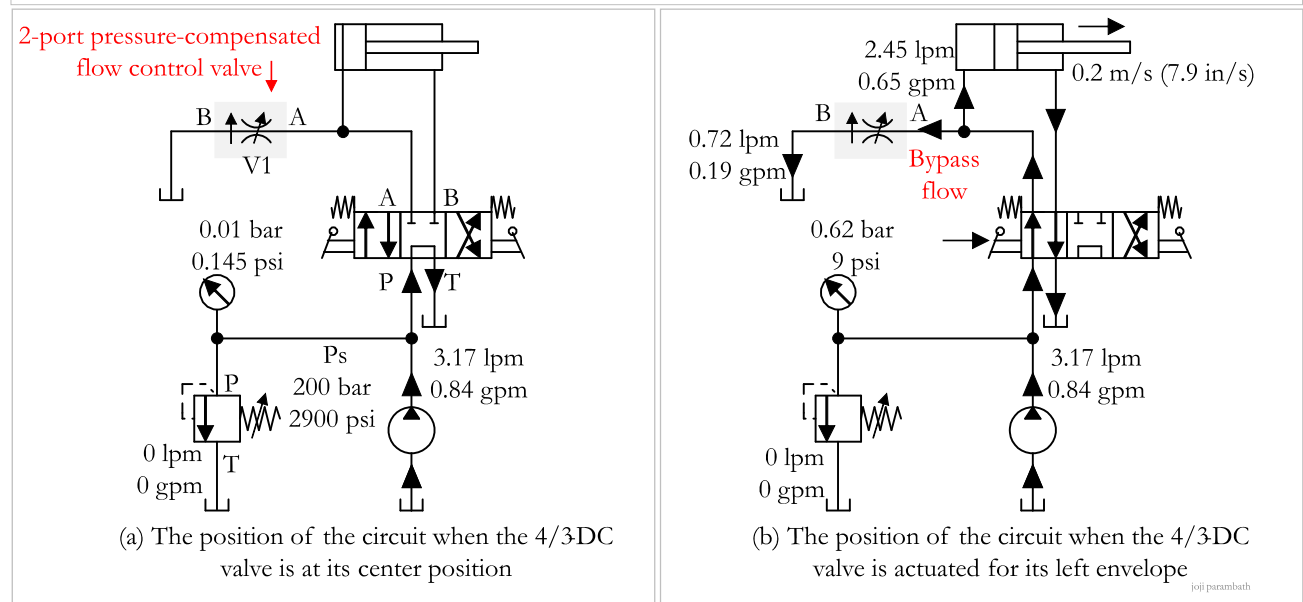 2-port pressure-compensated
flow control valve
B
A
V1
A
B
0.01 bar
0.145 psi
P
T
Ps
200 bar
2900 psi
3.17 lpm
0.84 gpm
P
0 lpm
0 gpm
T
(a) The position of the circuit when the 4/3-DC
valve is at its center position
2.45 lpm
0.65 gpm
0.2 m/s (7.9 in/s)
B
A
0.72 lpm
0.19 gpm
Bypass
flow
0.62 bar
9 psi
3.17 lpm
0.84 gpm
0 lpm
0 gpm
(b) The position of the circuit when the 4/3-DC
valve is actuated for its left envelope
joji parambath